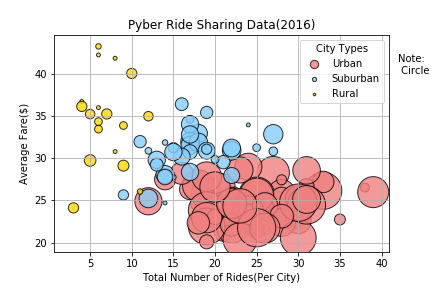 Pyber Ride Sharing Data(2016)
City Types
Urban
Suburban
Rural
Note:
Circle
Average Fare($)
40
35
30
25
20
5 10 15 20 25 30 35 40
Total Number of Rides(Per City)